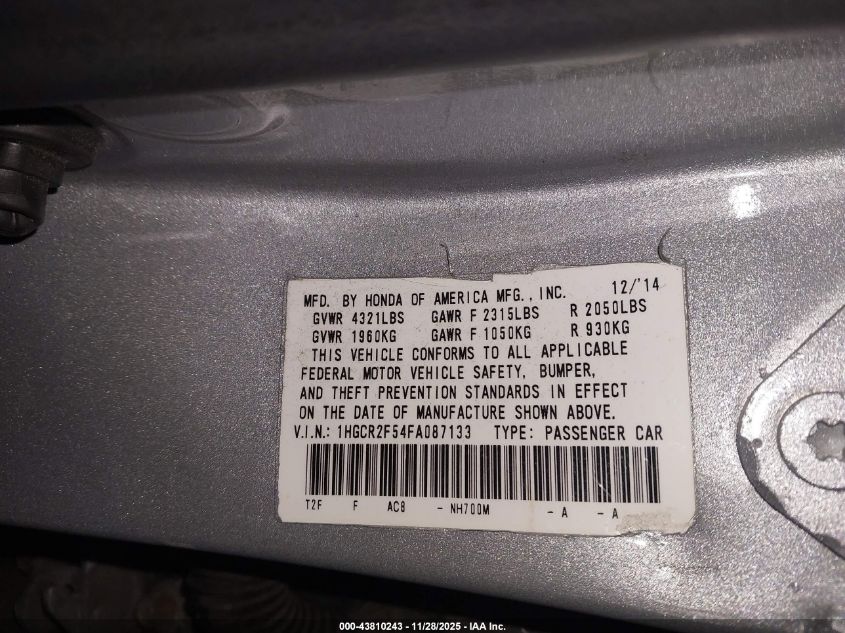 MFD. BY HONDA OF AMERICA MFG., INC. 12/'14
GVWR 4321LBS GAWR F 2315LBS R 2050LBS
GVWR 1960KG GAWR F 1050KG R 930KG
THIS VEHICLE CONFORMS TO ALL APPLICABLE
FEDERAL MOTOR VEHICLE SAFETY, BUMPER,
AND THEFT PREVENTION STANDARDS IN EFFECT
ON THE DATE OF MANUFACTURE SHOWN ABOVE.
V.I.N.: 1HGCR2F54FA087133 TYPE: PASSENGER CAR
T2F F AC8 - NH700M - A - A
000-43810243 - 11/28/2025 - IAA Inc.